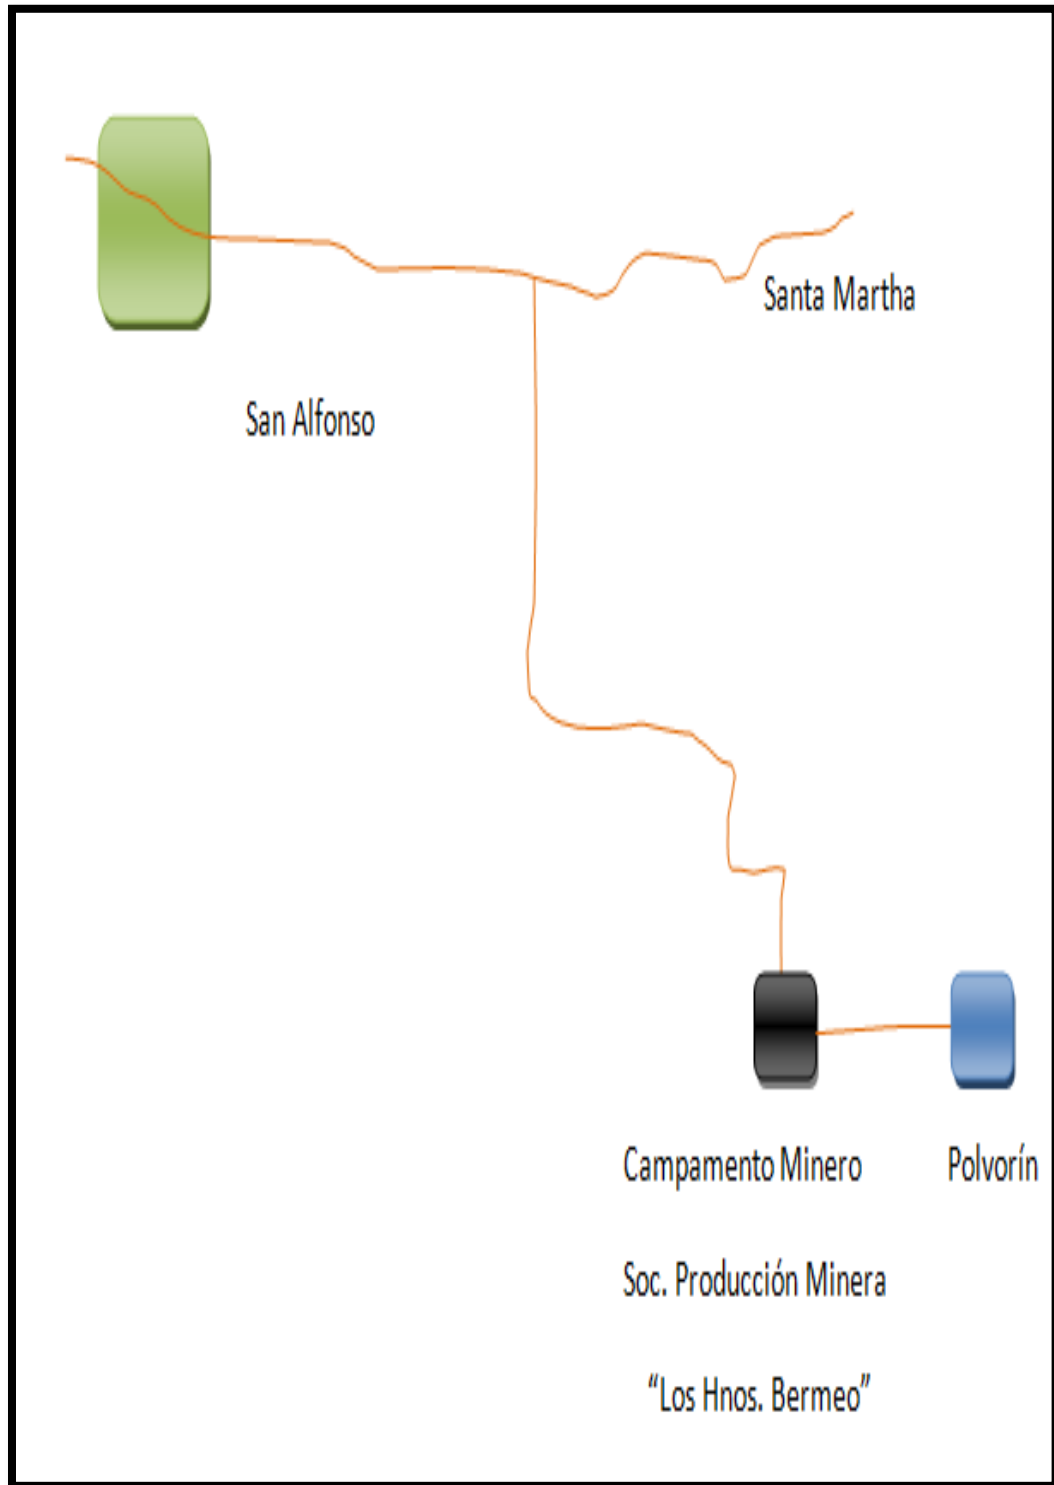 Santa Martha
San Alfonso
Campamento Minero
Polvorín
Soc. Producción Minera
“Los Hnos. Bermeo”